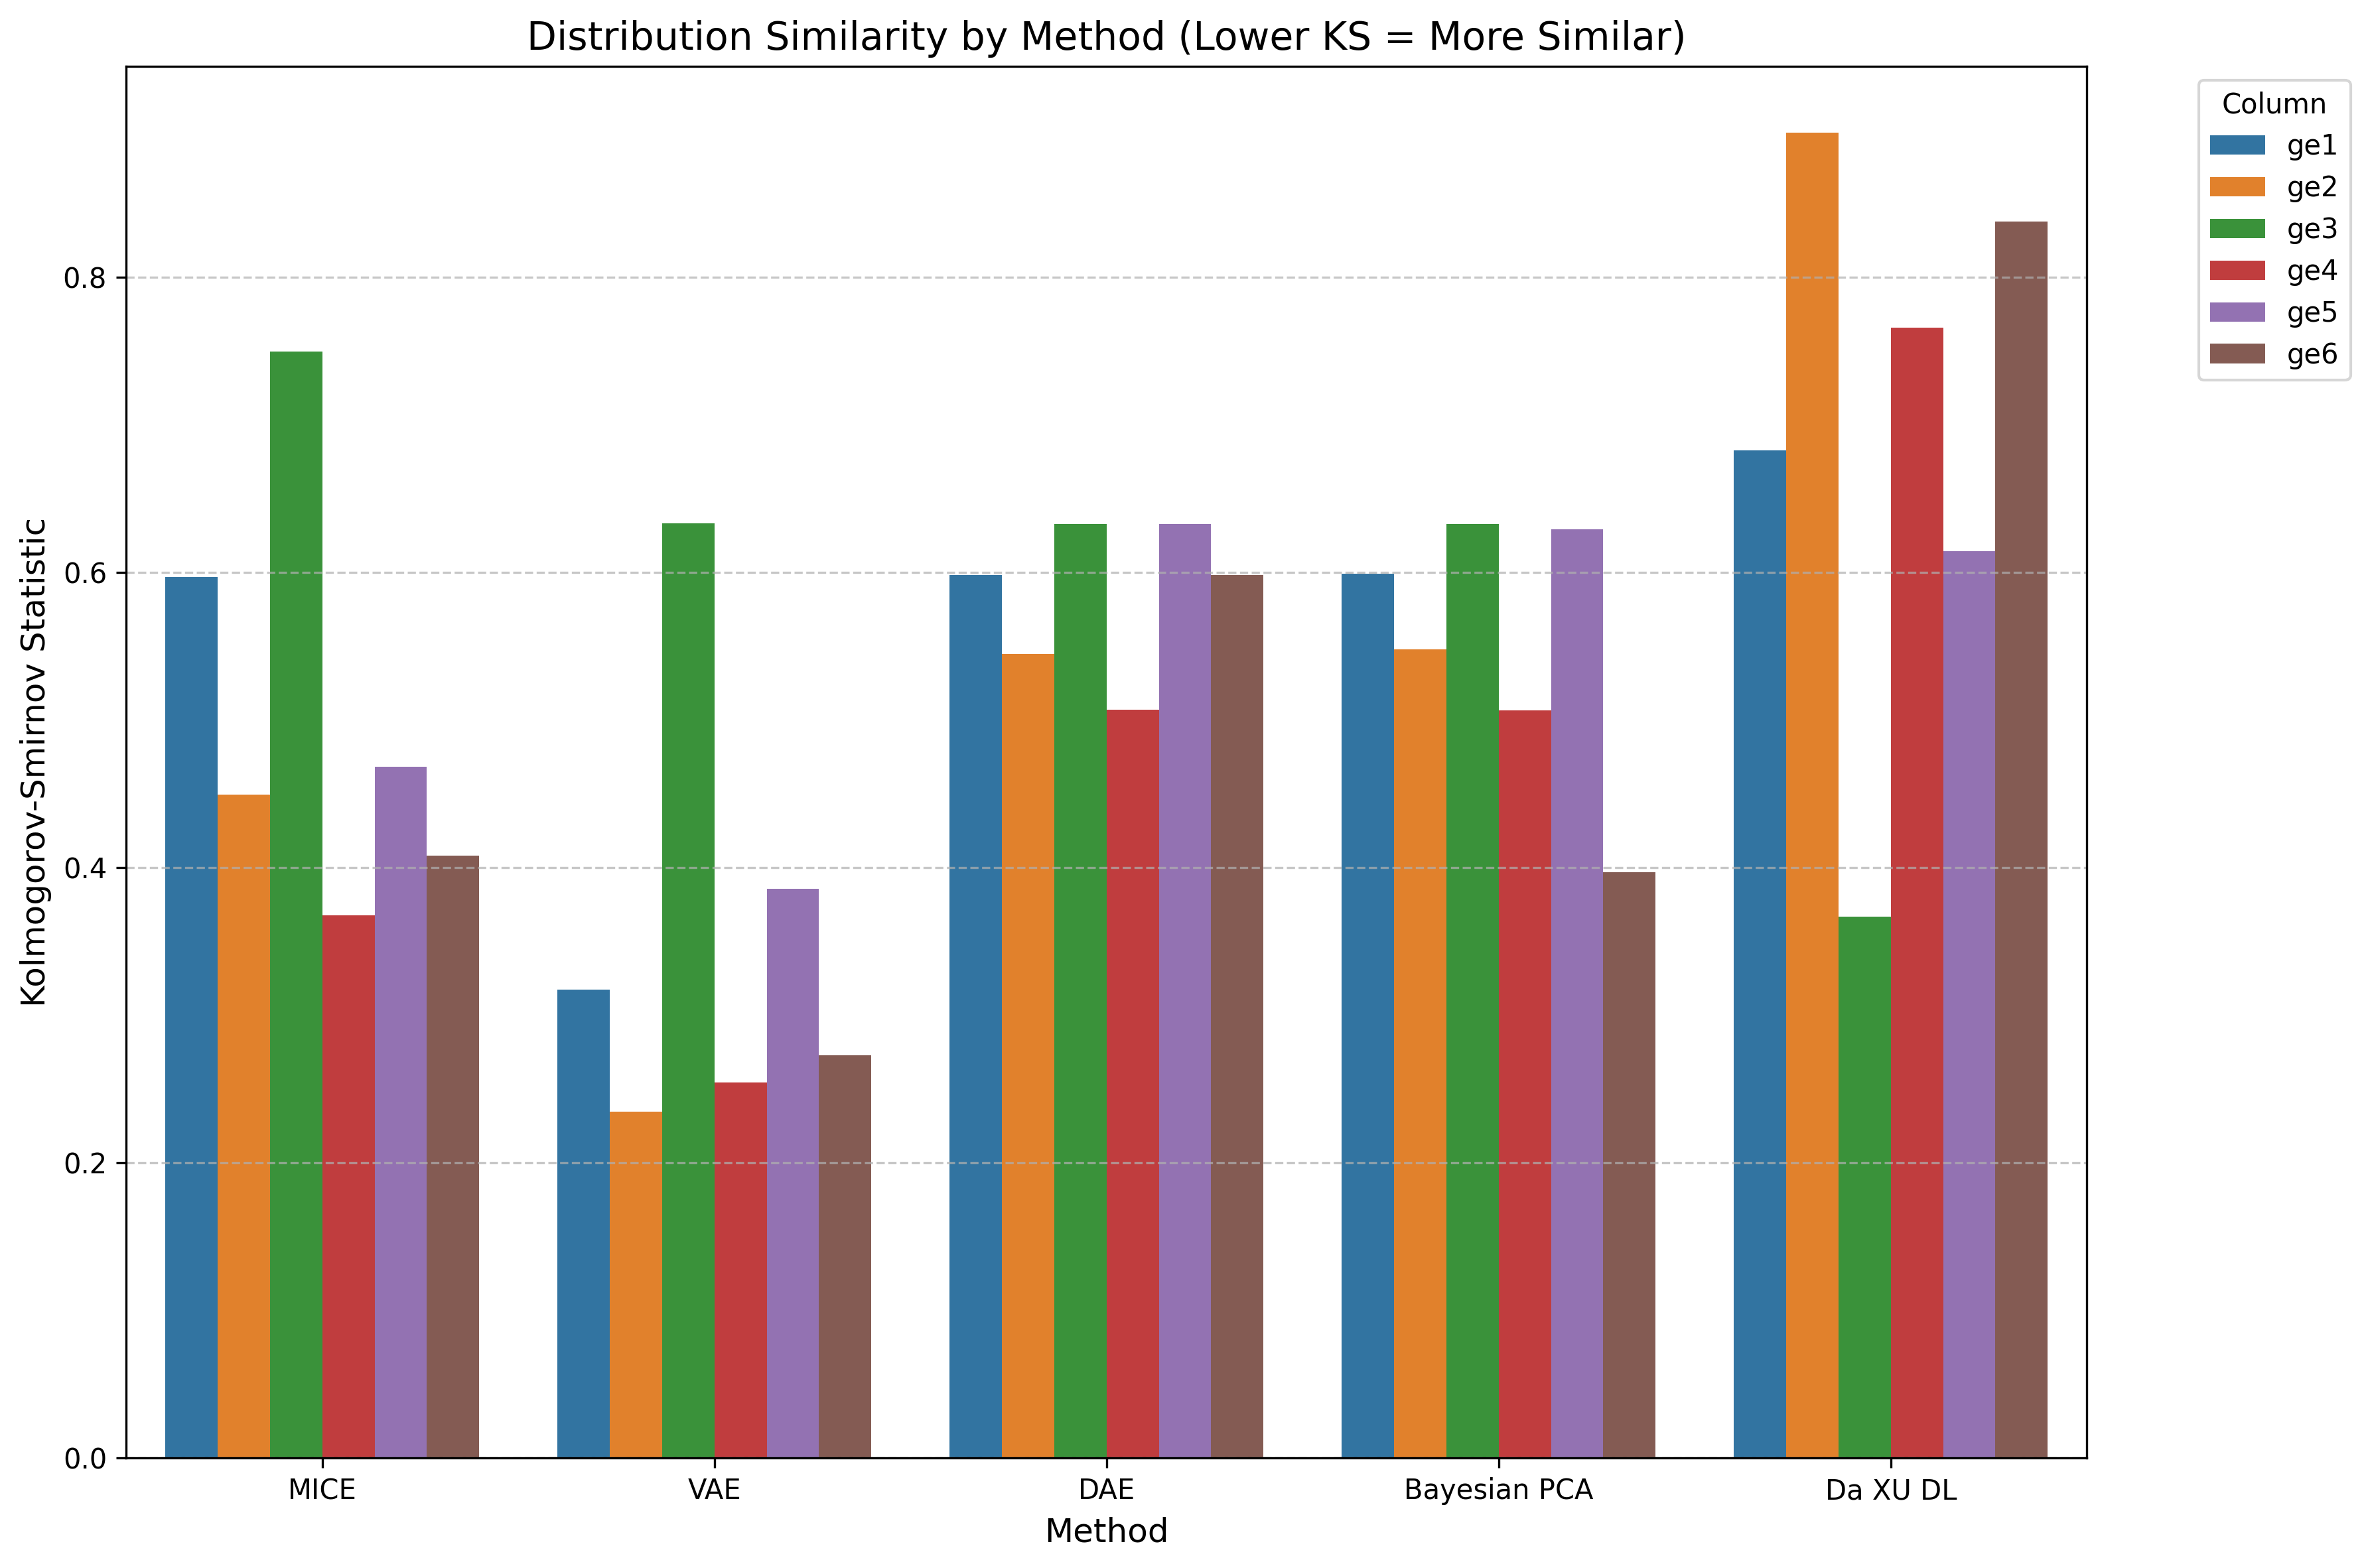 Distribution Similarity by Method (Lower KS = More Similar)
Kolmogorov-Smirnov Statistic
0.8
0.6
0.4
0.2
0.0
MICE
VAE
DAE
Bayesian PCA
Da XU DL
Method
Column
ge1
ge2
ge3
ge4
ge5
ge6